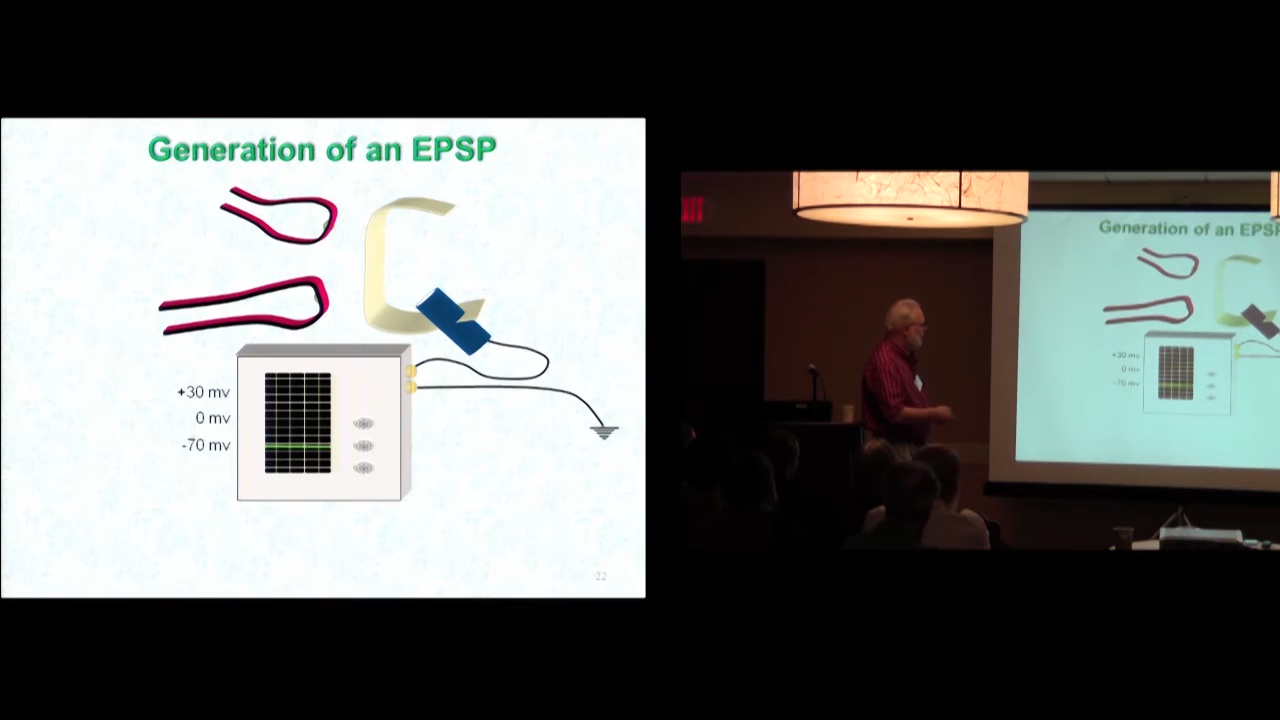 Generation of an EPSP
+30 mv
0 mv
-70 mv
22
Generation of an EPS
+30 mv
0 mv
-70 mv